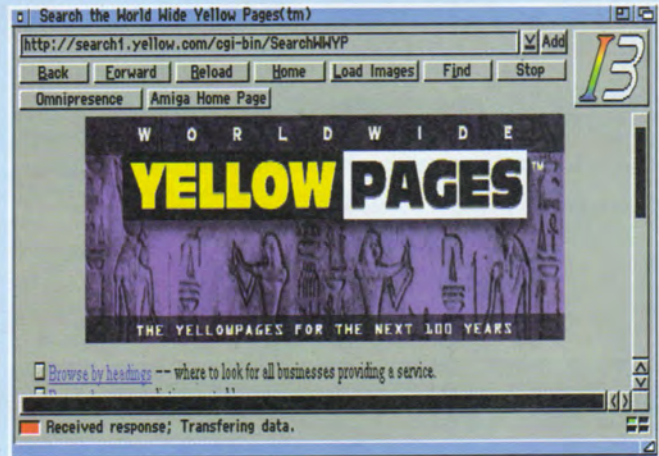 Search the World Wide Yellow Pages(tm)
http://search1.yellow.com/cgi-bin/SearchWWYP
Add
Back Forward Reload Home Load Images Find Stop
Omnipresence Amiga Home Page
WORLDWIDE
YELLOW PAGES™
THE YELLOWPAGES FOR THE NEXT 100 YEARS
Browse by headings -- where to look for all businesses providing a service.
Received response; Transfering data.